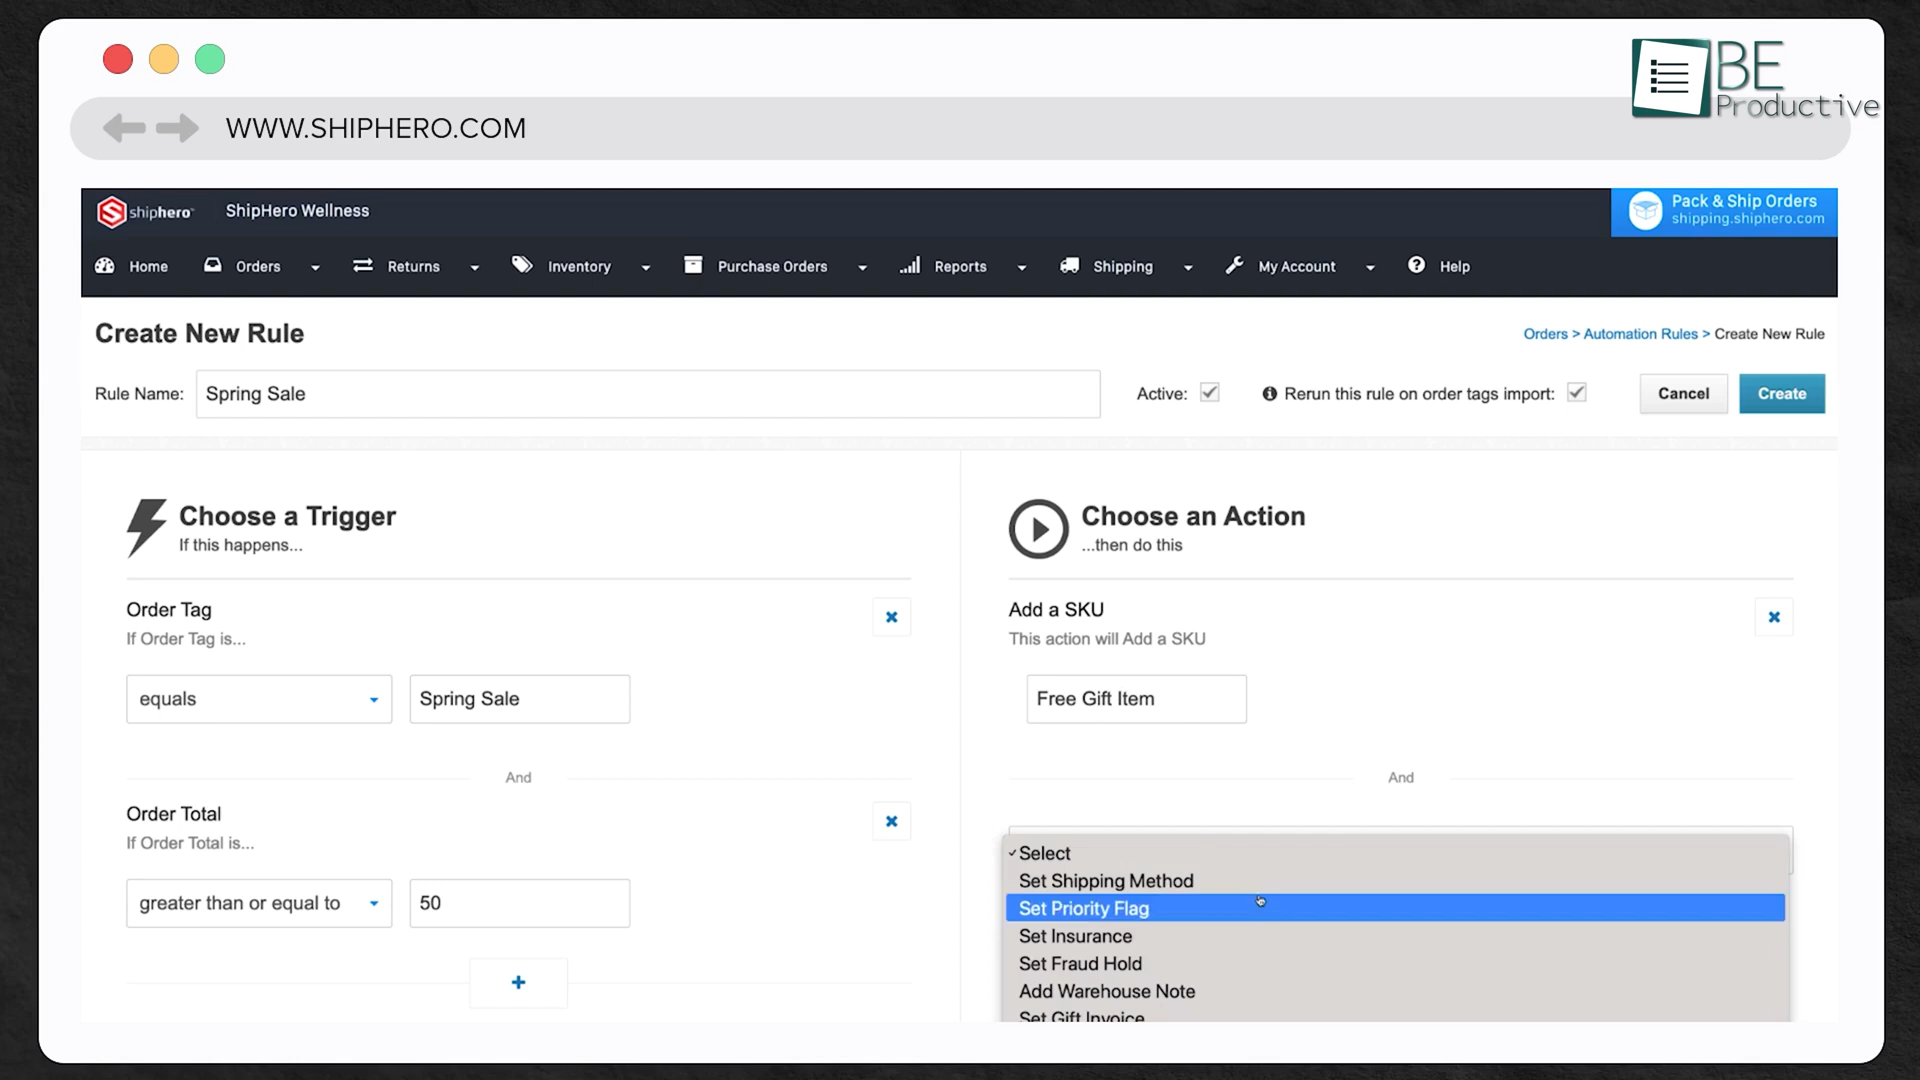 BE
Productive
WWW.SHIPHERO.COM
shiphero
ShipHero Wellness
Pack & Ship Orders
shipping.shiphero.com
Home Orders Returns Inventory Purchase Orders Reports Shipping My Account Help
Create New Rule
Orders > Automation Rules > Create New Rule
Rule Name: Spring Sale Active: Rerun this rule on order tags import: Cancel Create
Choose a Trigger
If this happens...
Order Tag
If Order Tag is...
equals Spring Sale
And
Order Total
If Order Total is...
greater than or equal to 50
+
Choose an Action
...then do this
Add a SKU
This action will Add a SKU
Free Gift Item
And
Select
Set Shipping Method
Set Priority Flag
Set Insurance
Set Fraud Hold
Add Warehouse Note
Set Gift Invoice